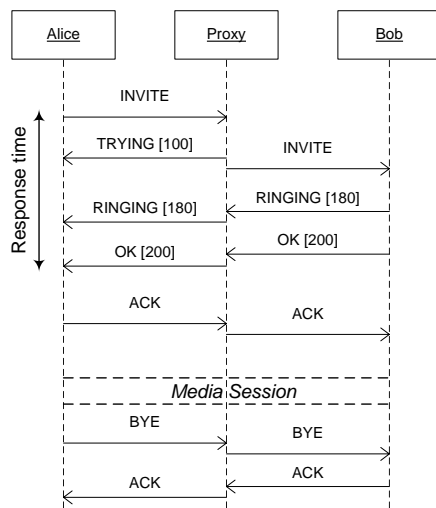 Alice
Proxy
Bob
INVITE
TRYING [100]
INVITE
RINGING [180]
RINGING [180]
OK [200]
OK [200]
Response time
ACK
ACK
Media Session
BYE
BYE
ACK
ACK